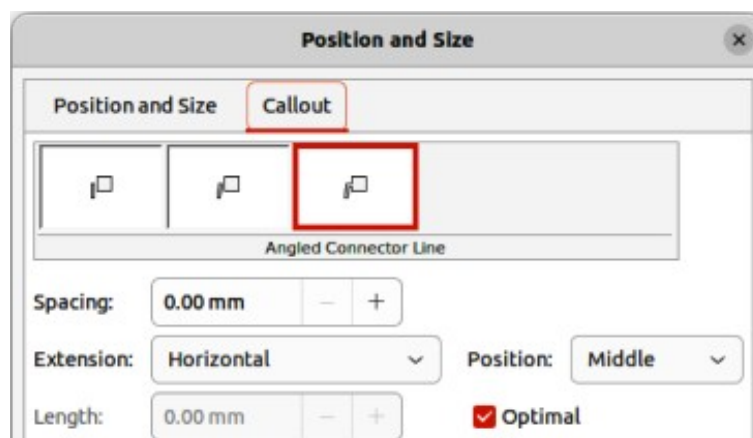 Position and Size
Position and Size Callout
Angled Connector Line
Spacing: 0.00 mm − +
Extension: Horizontal Position: Middle
Length: 0.00 mm − + Optimal